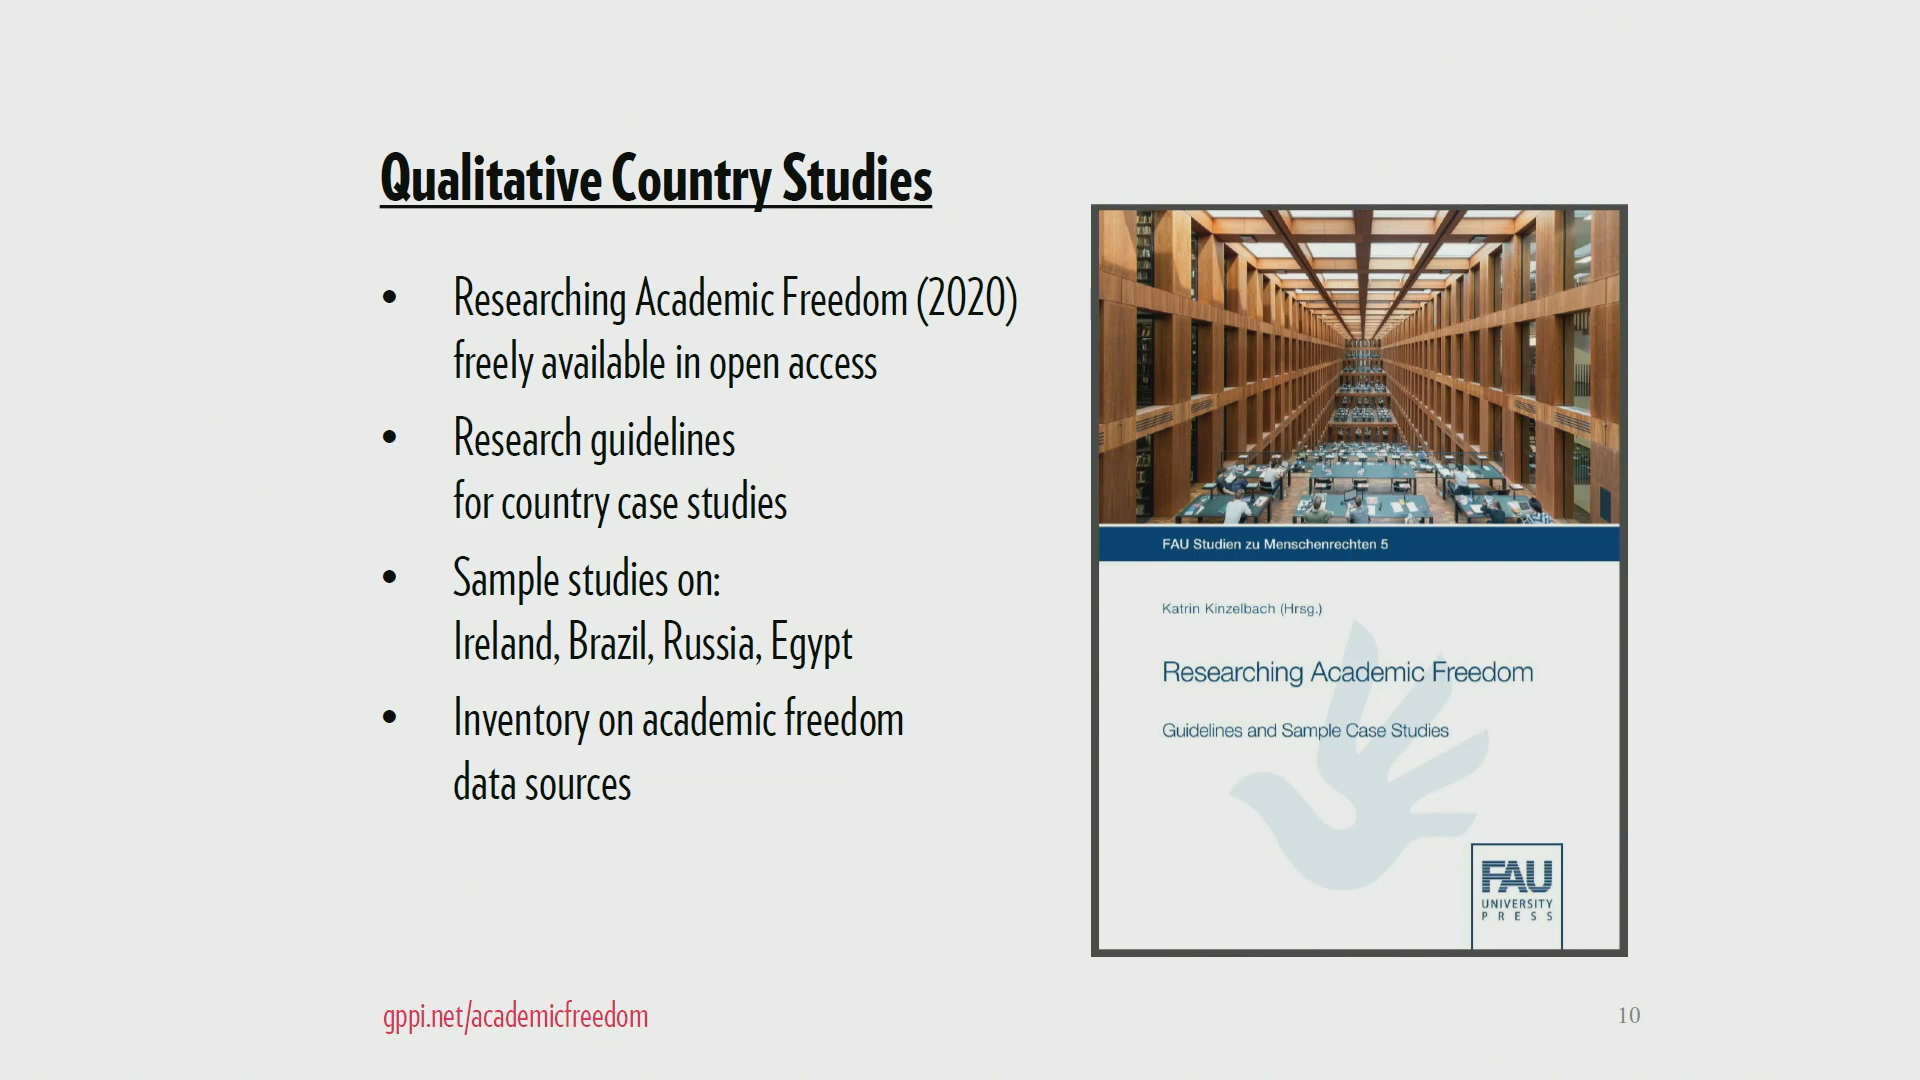 Qualitative Country Studies
• Researching Academic Freedom (2020)
freely available in open access
• Research guidelines
for country case studies
• Sample studies on:
Ireland, Brazil, Russia, Egypt
• Inventory on academic freedom
data sources
FAU Studien zu Menschenrechten 5
Katrin Kinzelbach (Hrsg.)
Researching Academic Freedom
Guidelines and Sample Case Studies
FAU
UNIVERSITY
PRESS
gppi.net/academicfreedom
10